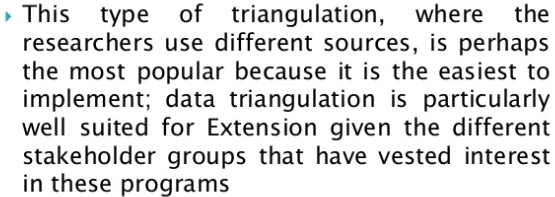 This type of triangulation, where the
researchers use different sources, is perhaps
the most popular because it is the easiest to
implement; data triangulation is particularly
well suited for Extension given the different
stakeholder groups that have vested interest
in these programs